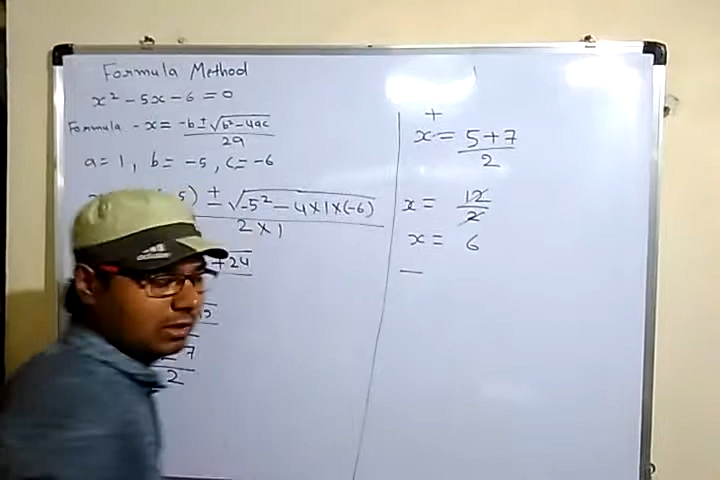 Formula Method
x² - 5x - 6 = 0
Formula - x = -b ± √b² - 4ac / 2a
a = 1, b = -5, c = -6
5) ± √-5² - 4×1×(-6) / 2×1
+24
7 / 2
+
x = 5+7 / 2
x = 12 / 2
x = 6
—
adidas